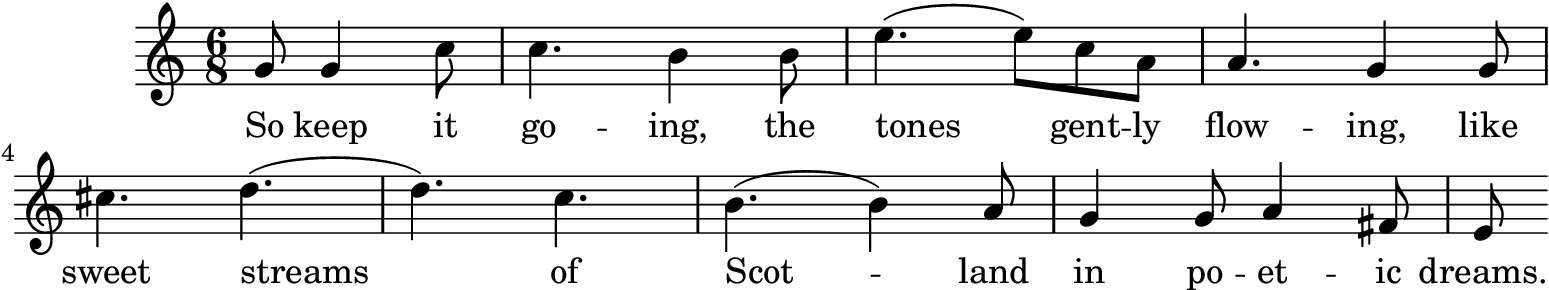 6
8
So keep it go - ing, the tones gent - ly flow - ing, like
4
sweet streams of Scot - land in po - et - ic dreams.